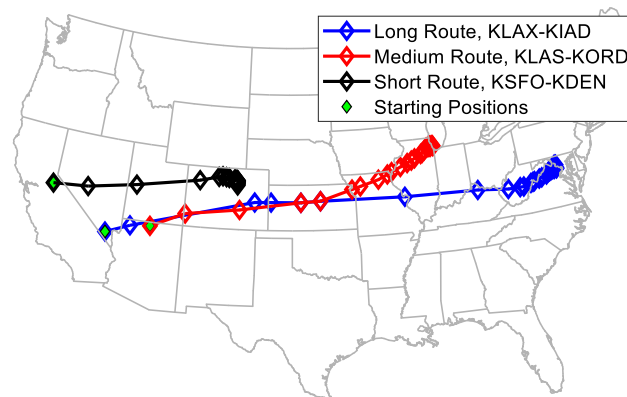 Long Route, KLAX-KIAD
Medium Route, KLAS-KORD
Short Route, KSFO-KDEN
Starting Positions